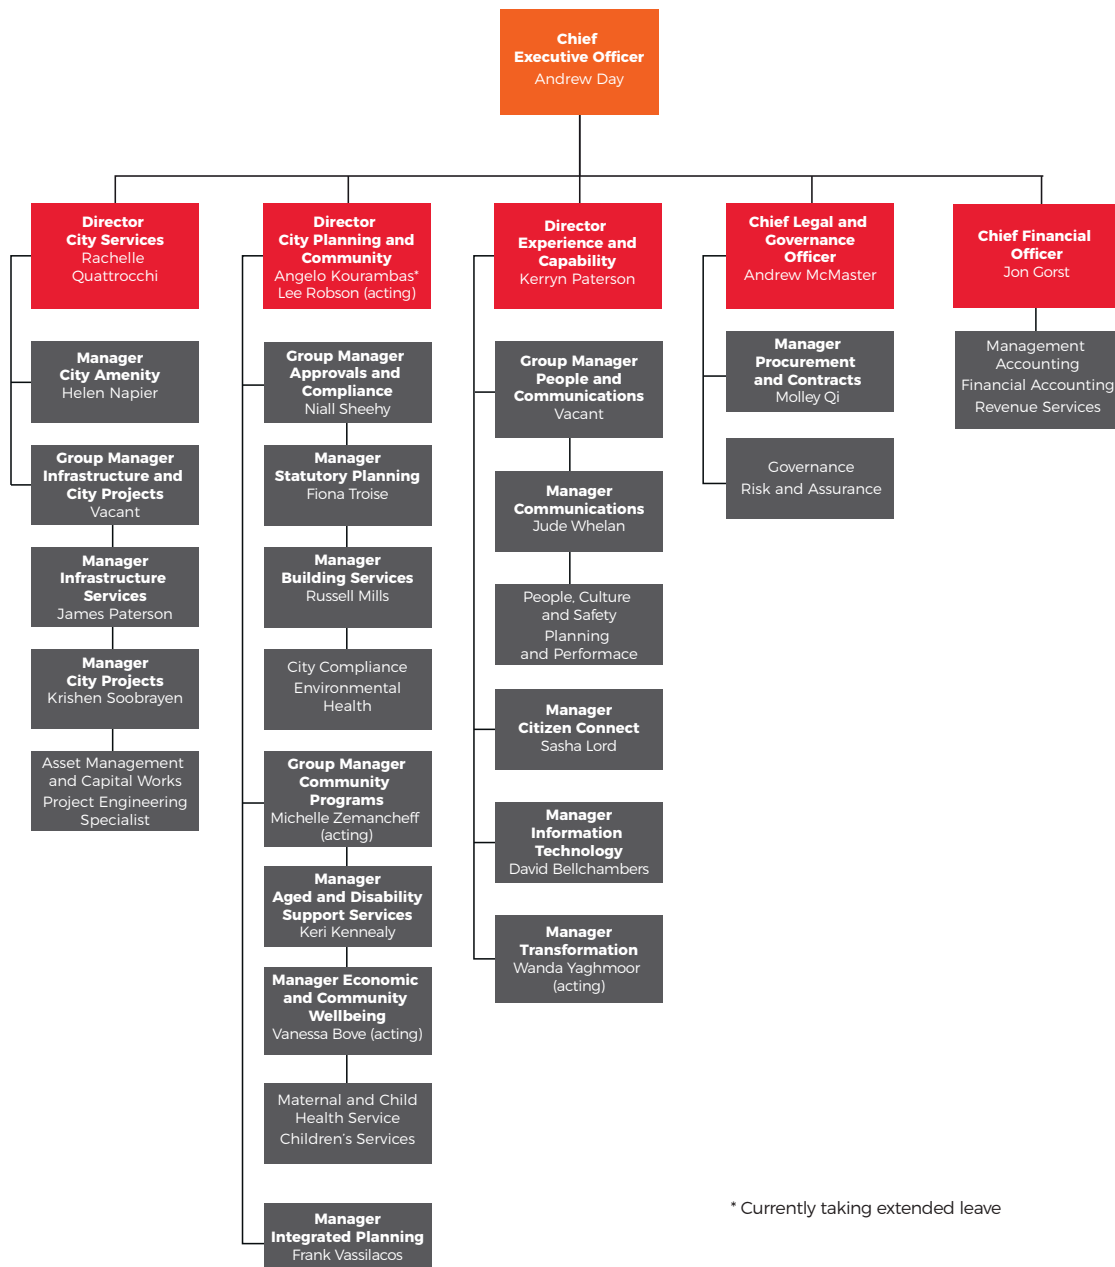 Chief
Executive Officer
Andrew Day
Director
City Services
Rachelle
Quattrocchi
Manager
City Amenity
Helen Napier
Group Manager
Infrastructure and
City Projects
Vacant
Manager
Infrastructure
Services
James Paterson
Manager
City Projects
Krishen Soobrayen
Asset Management
and Capital Works
Project Engineering
Specialist
Director
City Planning and
Community
Angelo Kourambas*
Lee Robson (acting)
Group Manager
Approvals and
Compliance
Niall Sheehy
Manager
Statutory Planning
Fiona Troise
Manager
Building Services
Russell Mills
City Compliance
Environmental
Health
Group Manager
Community
Programs
Michelle Zemancheff
(acting)
Manager
Aged and Disability
Support Services
Keri Kennealy
Manager Economic
and Community
Wellbeing
Vanessa Bove (acting)
Maternal and Child
Health Service
Children's Services
Manager
Integrated Planning
Frank Vassilacos
Director
Experience and
Capability
Kerryn Paterson
Group Manager
People and
Communications
Vacant
Manager
Communications
Jude Whelan
People, Culture
and Safety
Planning
and Performace
Manager
Citizen Connect
Sasha Lord
Manager
Information
Technology
David Bellchambers
Manager
Transformation
Wanda Yaghmoor
(acting)
Chief Legal and
Governance
Officer
Andrew McMaster
Manager
Procurement
and Contracts
Molley Qi
Governance
Risk and Assurance
Chief Financial
Officer
Jon Gorst
Management
Accounting
Financial Accounting
Revenue Services
* Currently taking extended leave